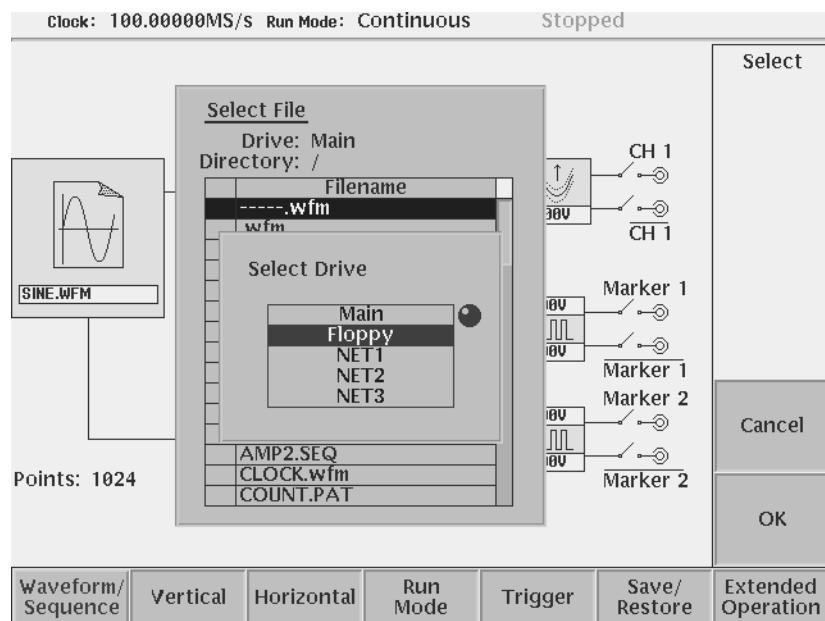 Clock: 100.00000MS/s Run Mode: Continuous Stopped
Select
Select File
Drive: Main
Directory: /
Filename
-----.wfm
.wfm
Select Drive
Main
Floppy
NET1
NET2
NET3
AMP2.SEQ
CLOCK.wfm
COUNT.PAT
SINE.WFM
Points: 1024
CH 1
CH 1
Marker 1
Marker 1
Marker 2
Marker 2
Cancel
OK
Waveform/
Sequence
Vertical
Horizontal
Run
Mode
Trigger
Save/
Restore
Extended
Operation